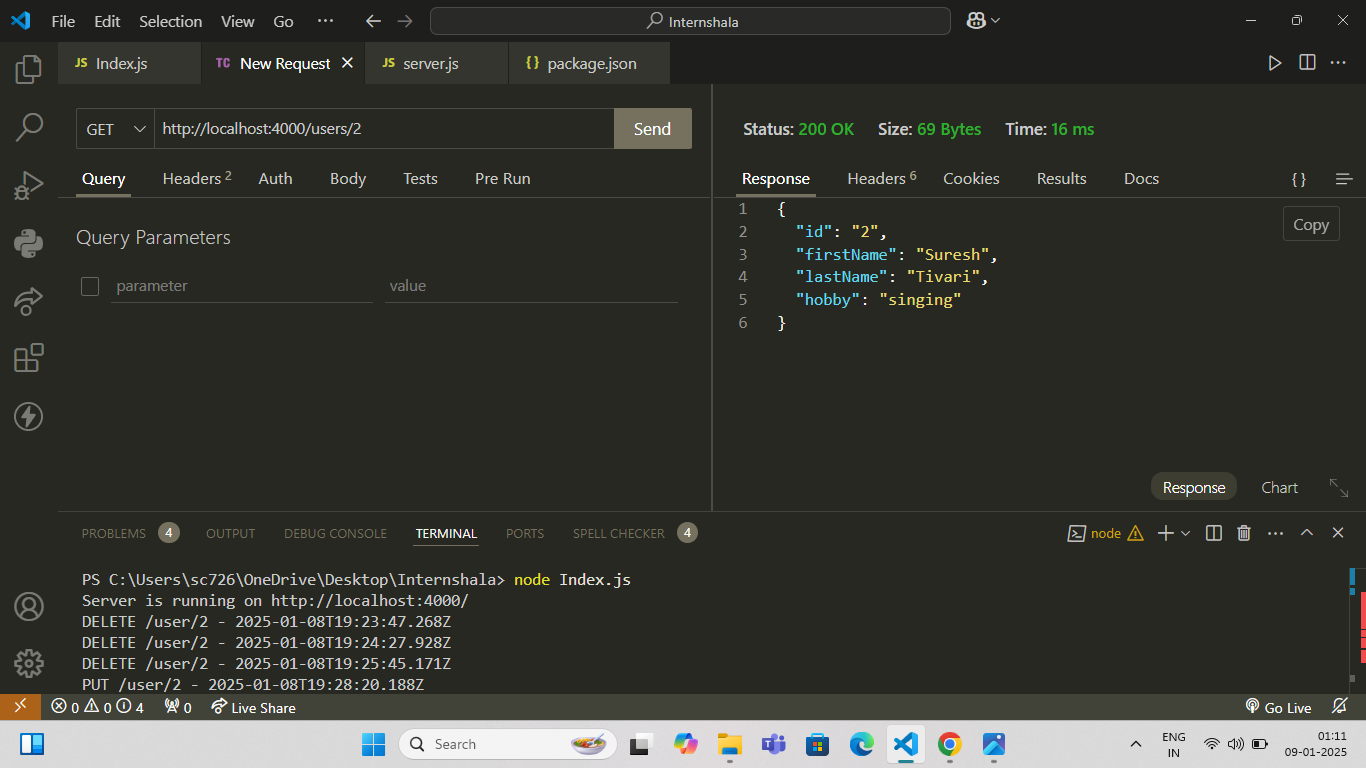 File Edit Selection View Go ··· Internshala
JS Index.js TC New Request JS server.js {} package.json
GET http://localhost:4000/users/2 Send
Status: 200 OK Size: 69 Bytes Time: 16 ms
Query Headers 2 Auth Body Tests Pre Run
Response Headers 6 Cookies Results Docs { }
Query Parameters
parameter value
Copy
1 {
2 "id": "2",
3 "firstName": "Suresh",
4 "lastName": "Tivari",
5 "hobby": "singing"
6 }
Response Chart
PROBLEMS 4 OUTPUT DEBUG CONSOLE TERMINAL PORTS SPELL CHECKER 4 node
PS C:\Users\sc726\OneDrive\Desktop\Internshala> node Index.js
Server is running on http://localhost:4000/
DELETE /user/2 - 2025-01-08T19:23:47.268Z
DELETE /user/2 - 2025-01-08T19:24:27.928Z
DELETE /user/2 - 2025-01-08T19:25:45.171Z
PUT /user/2 - 2025-01-08T19:28:20.188Z
0 0 4 0 Live Share Go Live
Search
ENG
IN
01:11
09-01-2025